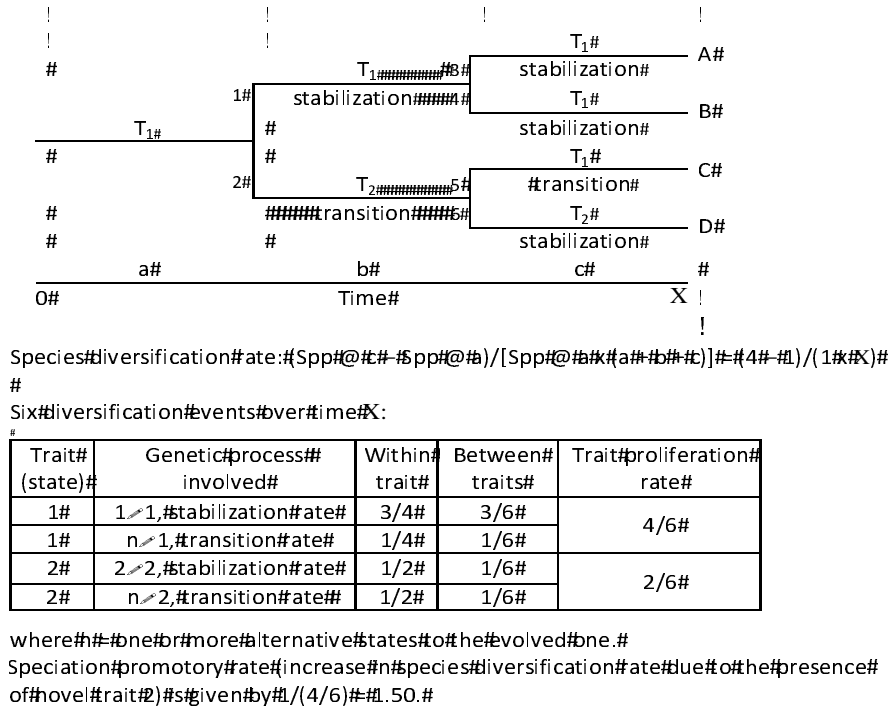 ! ! ! !
! !
T1# A#
# T1###########3# stabilization#
1# stabilization#####4# T1# B#
T1# # stabilization#
# # T1# C#
2# T2############5# #transition#
# #######transition#####6# T2# D#
# # stabilization#
a# b# c# #
0# Time# X !
!
Species#diversification#rate:#(Spp#@#c#–#Spp#@#a)/[Spp#@#a#x#(a#+#b#+#c)]#=#(4#–#1)/(1#x#X)#
#
Six#diversification#events#over#time#X:
#
Trait# Genetic#process## Within# Between# Trait#proliferation#
(state)# involved# trait# traits# rate#
1# 1 1,#stabilization#rate# 3/4# 3/6# 4/6#
1# n 1,#transition#rate# 1/4# 1/6#
2# 2 2,#stabilization#rate# 1/2# 1/6# 2/6#
2# n 2,#transition#rate## 1/2# 1/6#
where#n#=#one#or#more#alternative#states#to#the#evolved#one.#
Speciation#promotory#rate#(increase#in#species#diversification#rate#due#to#the#presence#
of#novel#trait#2)#is#given#by#1/(4/6)#=#1.50.#